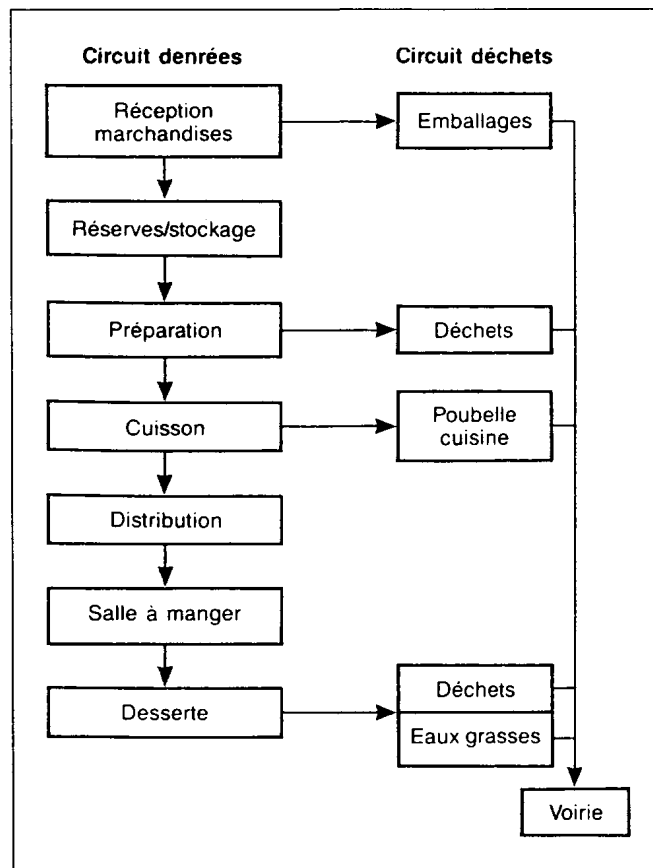 Circuit denrées
Circuit déchets
Réception
marchandises
Emballages
Réserves/stockage
Préparation
Déchets
Cuisson
Poubelle
cuisine
Distribution
Salle à manger
Desserte
Déchets
Eaux grasses
Voirie